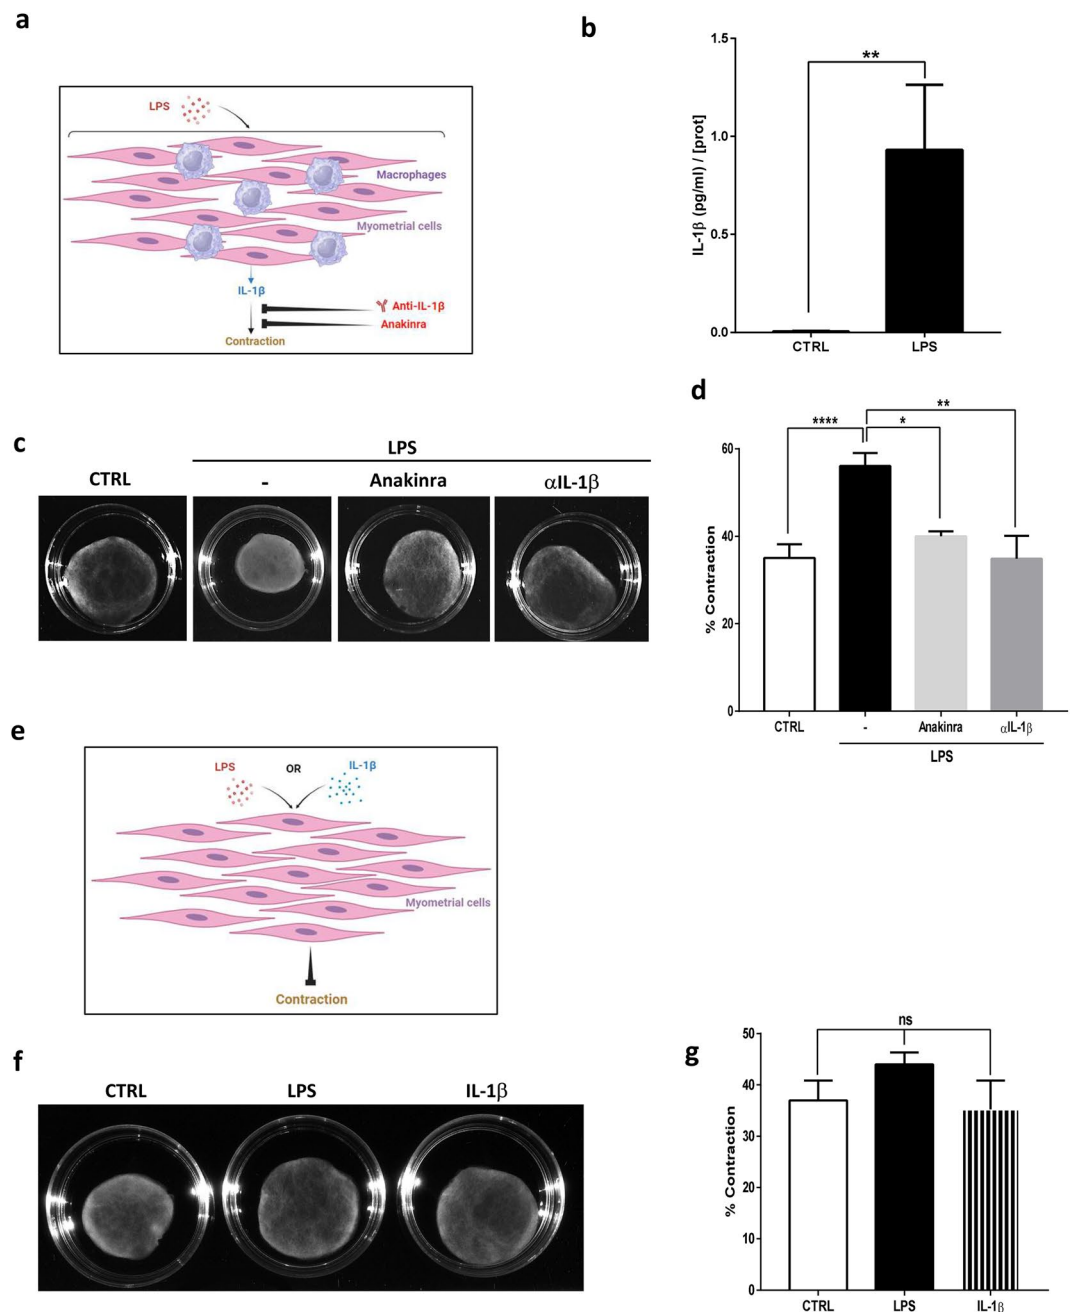 a
LPS
Macrophages
Myometrial cells
IL-1β
Anti-IL-1β
Anakinra
Contraction
b
IL-1β (pg/ml) / [prot]
1.5
1.0
0.5
0.0
**
CTRL
LPS
c
LPS
CTRL
-
Anakinra
αIL-1β
d
% Contraction
60
40
20
0
****
*
**
CTRL
-
Anakinra
αIL-1β
LPS
e
LPS
OR
IL-1β
Myometrial cells
Contraction
f
CTRL
LPS
IL-1β
g
% Contraction
50
40
30
20
10
0
ns
CTRL
LPS
IL-1β